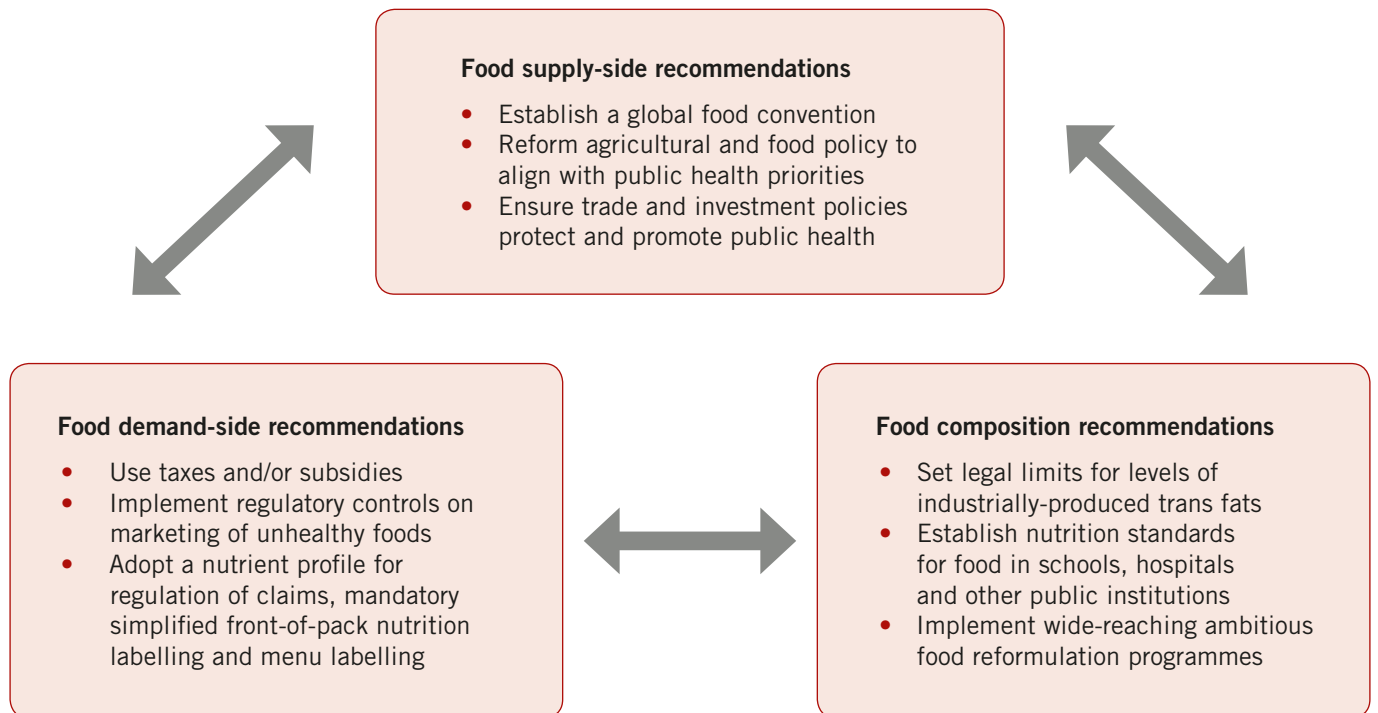 Food supply-side recommendations
• Establish a global food convention
• Reform agricultural and food policy to
align with public health priorities
• Ensure trade and investment policies
protect and promote public health
Food demand-side recommendations
• Use taxes and/or subsidies
• Implement regulatory controls on
marketing of unhealthy foods
• Adopt a nutrient profile for
regulation of claims, mandatory
simplified front-of-pack nutrition
labelling and menu labelling
Food composition recommendations
• Set legal limits for levels of
industrially-produced trans fats
• Establish nutrition standards
for food in schools, hospitals
and other public institutions
• Implement wide-reaching ambitious
food reformulation programmes